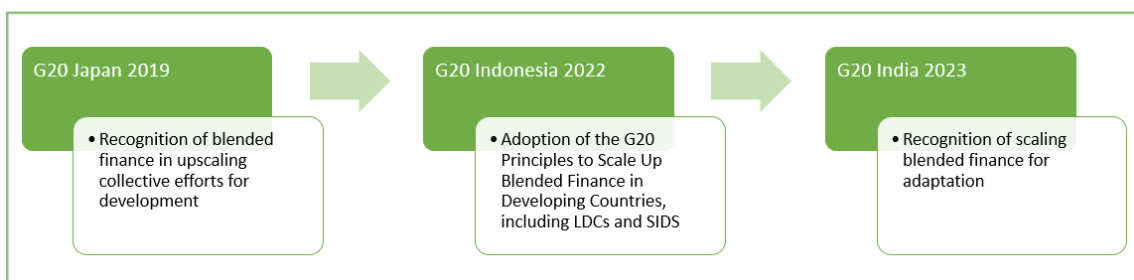 G20 Japan 2019
• Recognition of blended
finance in upscaling
collective efforts for
development
G20 Indonesia 2022
• Adoption of the G20
Principles to Scale Up
Blended Finance in
Developing Countries,
including LDCs and SIDS
G20 India 2023
• Recognition of scaling
blended finance for
adaptation